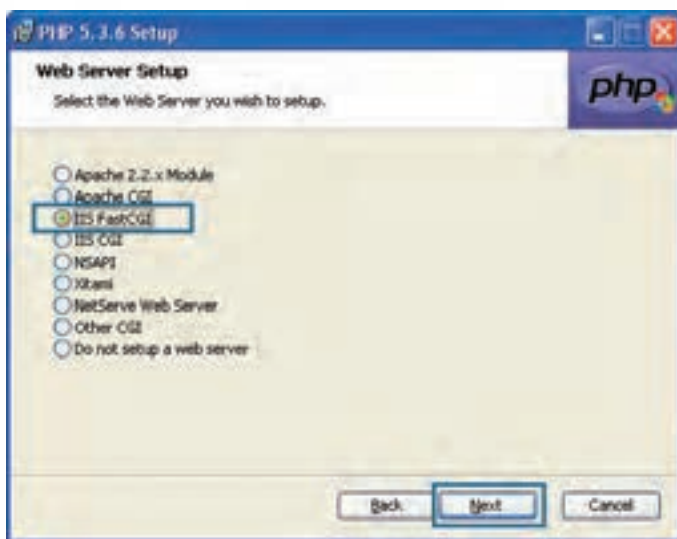 PHP 5.3.6 Setup
Web Server Setup
Select the Web Server you wish to setup.
php
Apache 2.2.x Module
Apache CGI
IIS FastCGI
IIS CGI
NSAPI
Xitami
NetServe Web Server
Other CGI
Do not setup a web server
Back
Next
Cancel